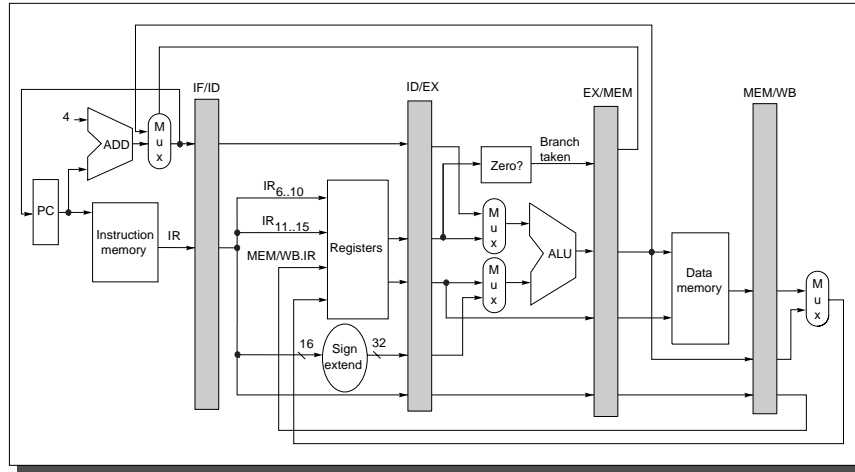 IF/ID
ID/EX
EX/MEM
MEM/WB
4
ADD
M
u
x
Branch
taken
Zero?
PC
Instruction
memory
IR
IR6..10
IR11..15
MEM/WB.IR
Registers
M
u
x
ALU
M
u
x
Data
memory
M
u
x
16
Sign
extend
32